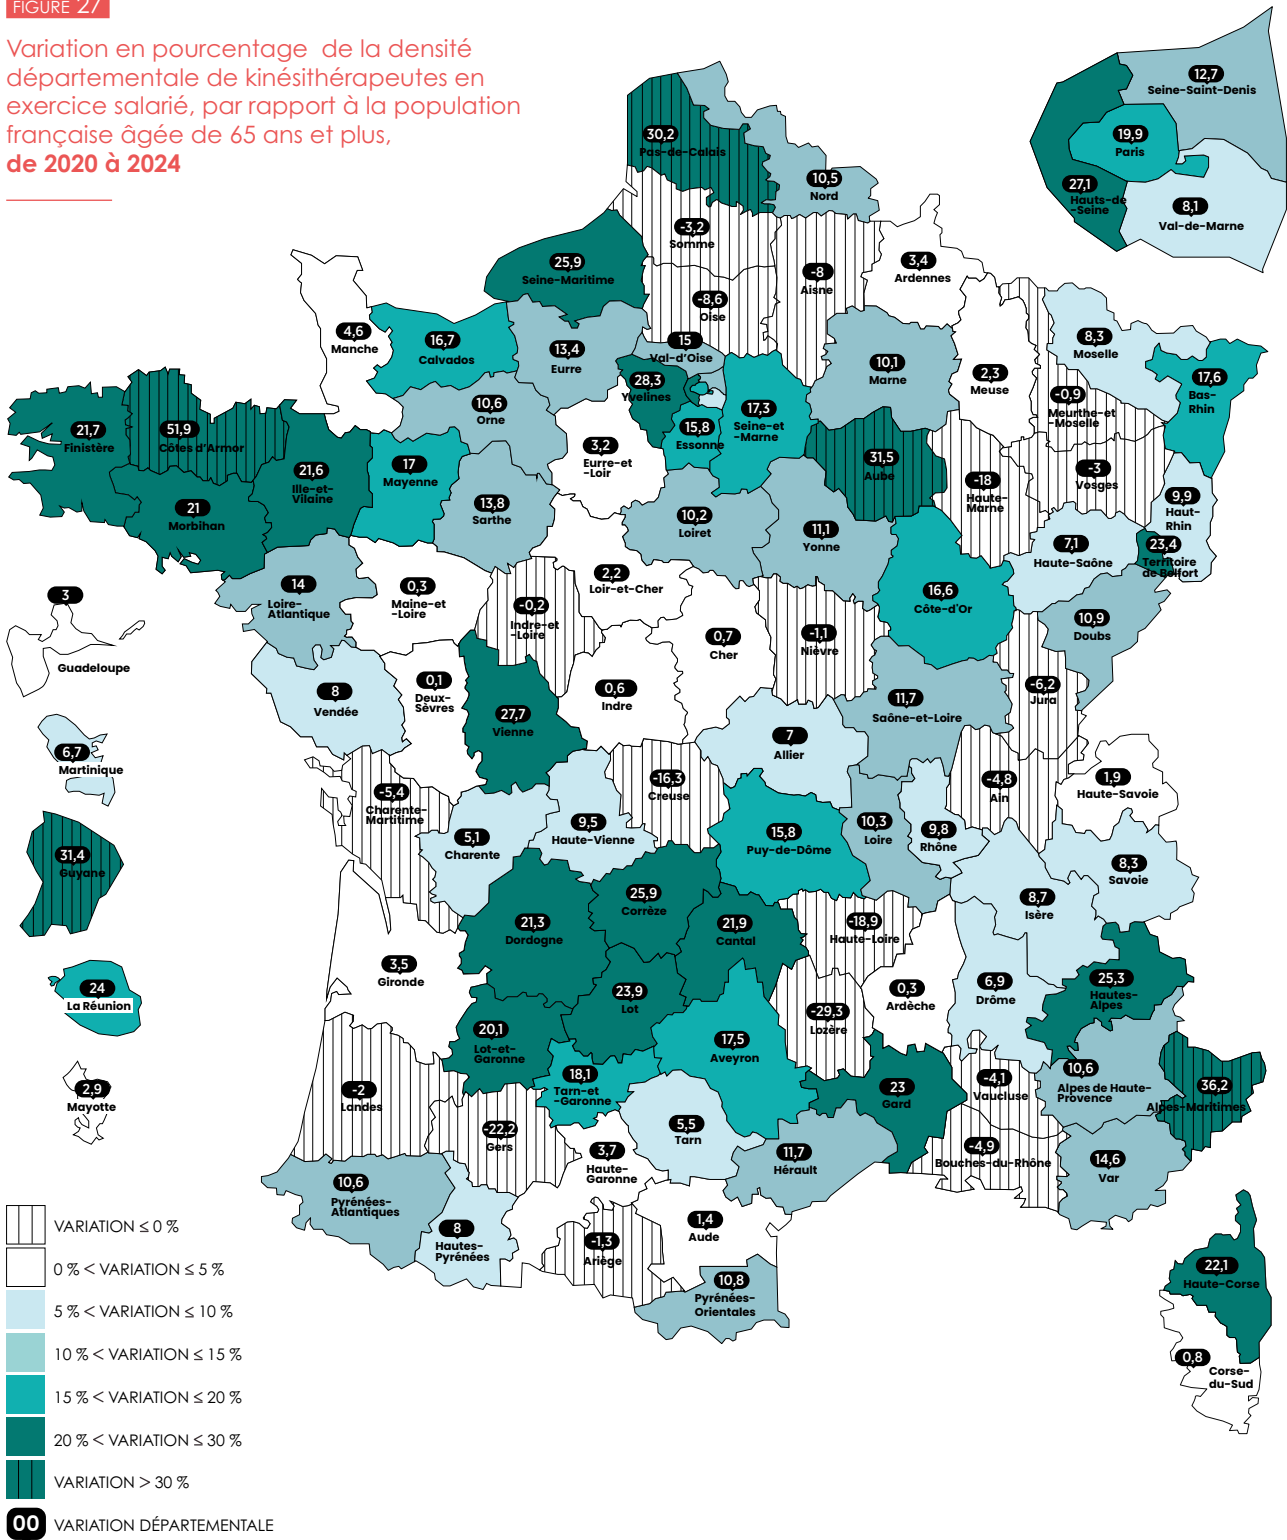 FIGURE 27
Variation en pourcentage de la densité
départementale de kinésithérapeutes en
exercice salarié, par rapport à la population
française âgée de 65 ans et plus,
de 2020 à 2024
12,7
Seine-Saint-Denis
19,9
Paris
27,1
Hauts-de
-Seine
8,1
Val-de-Marne
30,2
Pas-de-Calais
10,5
Nord
-3,2
Somme
25,9
Seine-Maritime
-8
Aisne
3,4
Ardennes
-8,6
Oise
4,6
Manche
16,7
Calvados
13,4
Eurre
15
Val-d'Oise
10,1
Marne
2,3
Meuse
8,3
Moselle
17,6
Bas-
Rhin
-0,9
Meurthe-et
-Moselle
28,3
Yvelines
17,3
Seine-et
-Marne
15,8
Essonne
10,6
Orne
3,2
Eurre-et
-Loir
21,7
Finistère
51,9
Côtes d'Armor
21,6
Ille-et-
Vilaine
17
Mayenne
31,5
Aube
-18
Haute-
Marne
-3
Vosges
9,9
Haut-
Rhin
21
Morbihan
13,8
Sarthe
10,2
Loiret
11,1
Yonne
7,1
Haute-Saône
23,4
Territoire
de Belfort
14
Loire-
Atlantique
0,3
Maine-et
-Loire
-0,2
Indre-et
-Loire
2,2
Loir-et-Cher
0,7
Cher
-1,1
Nièvre
16,6
Côte-d'Or
10,9
Doubs
3
Guadeloupe
8
Vendée
0,1
Deux-
Sèvres
27,7
Vienne
0,6
Indre
11,7
Saône-et-Loire
-6,2
Jura
6,7
Martinique
7
Allier
-16,3
Creuse
-4,8
Ain
1,9
Haute-Savoie
-5,4
Charente-
Martitime
5,1
Charente
9,5
Haute-Vienne
15,8
Puy-de-Dôme
10,3
Loire
9,8
Rhône
8,3
Savoie
31,4
Guyane
25,9
Corrèze
8,7
Isère
21,3
Dordogne
21,9
Cantal
-18,9
Haute-Loire
24
La Réunion
3,5
Gironde
23,9
Lot
0,3
Ardèche
6,9
Drôme
25,3
Hautes-
Alpes
-29,3
Lozère
20,1
Lot-et-
Garonne
17,5
Aveyron
2,9
Mayotte
-2
Landes
18,1
Tarn-et
-Garonne
23
Gard
-4,1
Vaucluse
10,6
Alpes de Haute-
Provence
36,2
Alpes-Maritimes
-22,2
Gers
5,5
Tarn
3,7
Haute-
Garonne
11,7
Hérault
-4,9
Bouches-du-Rhône
14,6
Var
10,6
Pyrénées-
Atlantiques
8
Hautes-
Pyrénées
-1,3
Ariège
1,4
Aude
10,8
Pyrénées-
Orientales
22,1
Haute-Corse
0,8
Corse-
du-Sud
VARIATION ≤ 0 %
0 % < VARIATION ≤ 5 %
5 % < VARIATION ≤ 10 %
10 % < VARIATION ≤ 15 %
15 % < VARIATION ≤ 20 %
20 % < VARIATION ≤ 30 %
VARIATION > 30 %
00 VARIATION DÉPARTEMENTALE